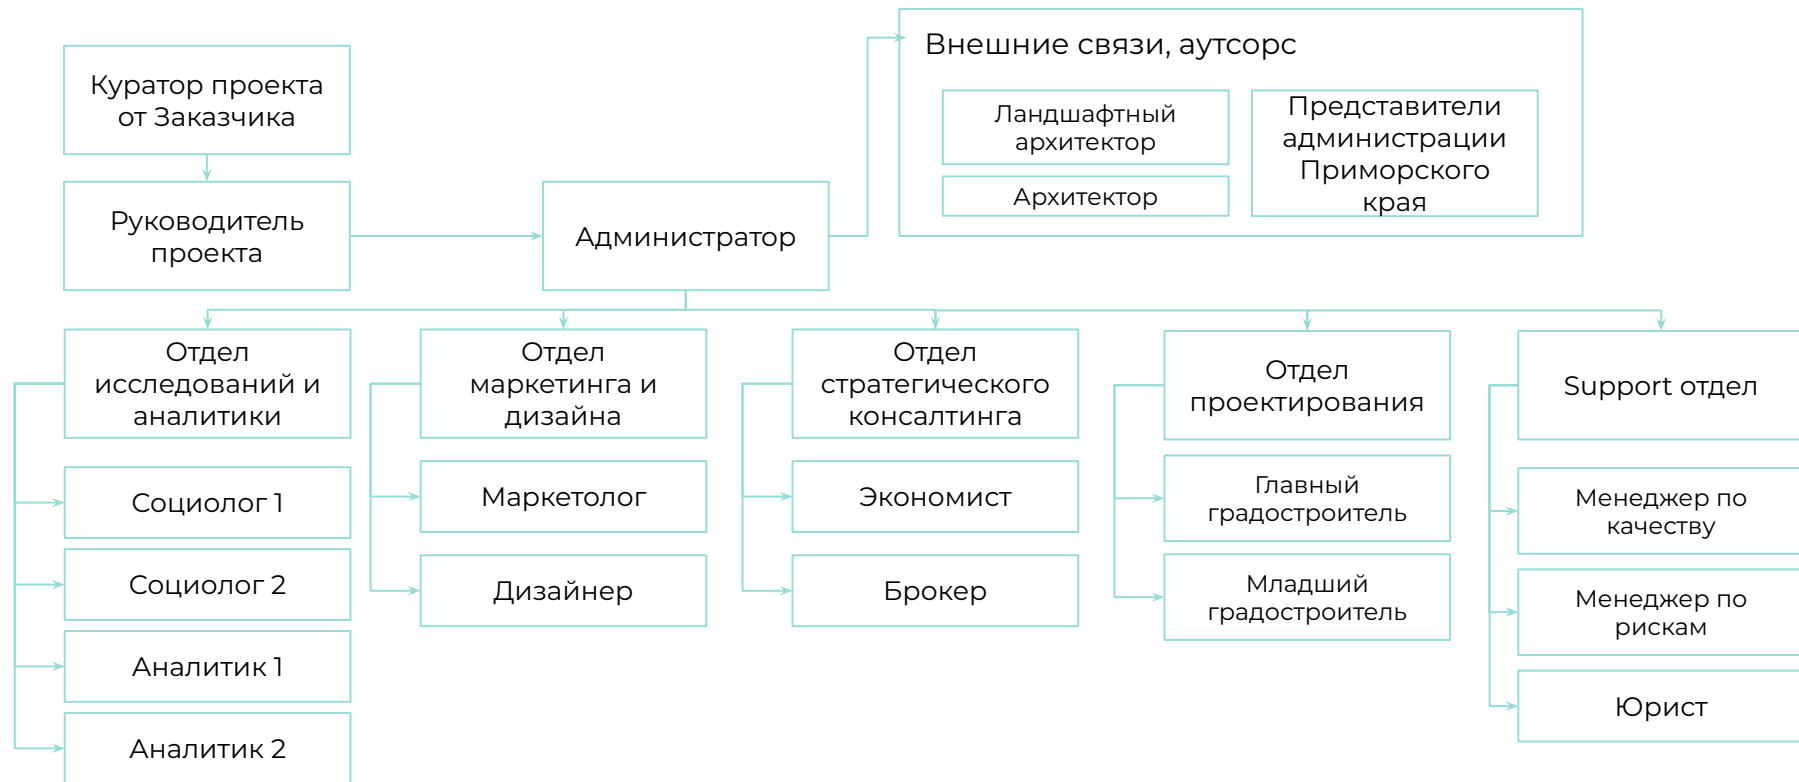 Куратор проекта
от Заказчика
Руководитель
проекта
Администратор
Внешние связи, аутсорс
Ландшафтный
архитектор
Архитектор
Представители
администрации
Приморского
края
Отдел
исследований и
аналитики
Социолог 1
Социолог 2
Аналитик 1
Аналитик 2
Отдел
маркетинга и
дизайна
Маркетолог
Дизайнер
Отдел
стратегического
консалтинга
Экономист
Брокер
Отдел
проектирования
Главный
градостроитель
Младший
градостроитель
Support отдел
Менеджер по
качеству
Менеджер по
рискам
Юрист